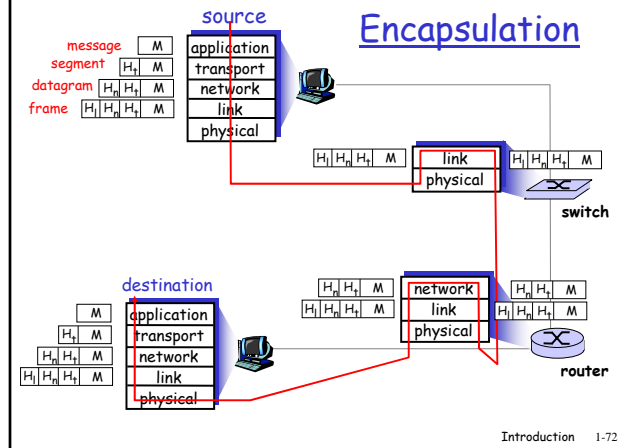 Encapsulation
source
message M
segment Ht M
datagram Hn Ht M
frame Hl Hn Ht M
application
transport
network
link
physical
Hl Hn Ht M
link
physical
Hl Hn Ht M
switch
destination
M
Ht M
Hn Ht M
Hl Hn Ht M
application
transport
network
link
physical
Hn Ht M
Hl Hn Ht M
network
link
physical
Hn Ht M
Hl Hn Ht M
router
Introduction 1-72